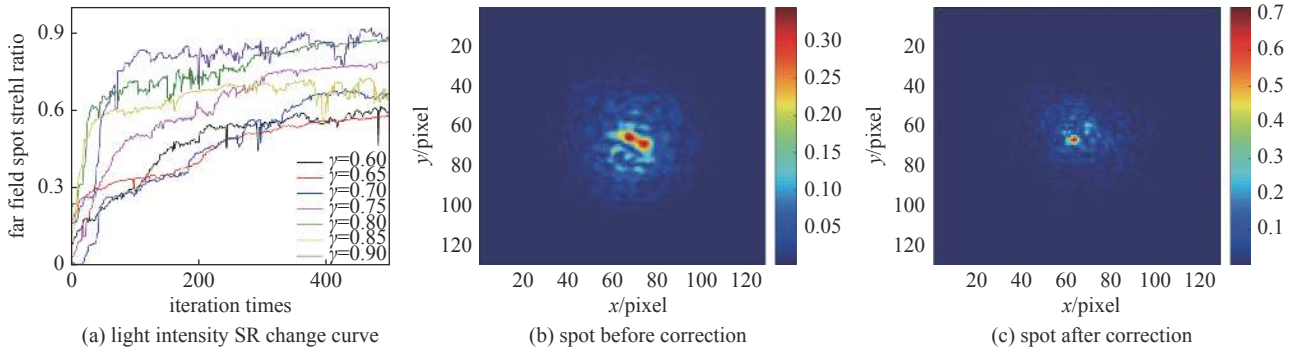 0.9
0.6
0.3
0
far field spot strehl ratio
γ=0.60
γ=0.65
γ=0.70
γ=0.75
γ=0.80
γ=0.85
γ=0.90
0 200 400
iteration times
(a) light intensity SR change curve
20
40
60
80
100
120
y/pixel
20 40 60 80 100 120
x/pixel
0.30
0.25
0.20
0.15
0.10
0.05
(b) spot before correction
20
40
60
80
100
120
y/pixel
20 40 60 80 100 120
x/pixel
0.7
0.6
0.5
0.4
0.3
0.2
0.1
(c) spot after correction